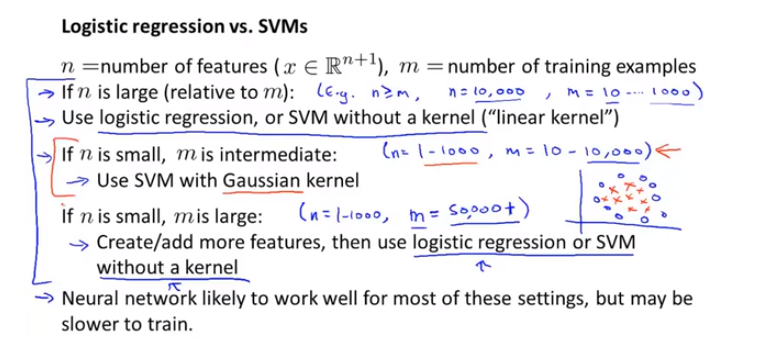 Logistic regression vs. SVMs
n =number of features (x ∈ ℝⁿ⁺¹), m = number of training examples
→ If n is large (relative to m): (E.g. n ≥ m, n = 10,000, m = 10 ... 1000)
→ Use logistic regression, or SVM without a kernel (“linear kernel”)
→ If n is small, m is intermediate: (n = 1-1000, m = 10 - 10,000) ←
→ Use SVM with Gaussian kernel
If n is small, m is large: (n = 1-1000, m = 50,000+)
→ Create/add more features, then use logistic regression or SVM
without a kernel
→ Neural network likely to work well for most of these settings, but may be
slower to train.